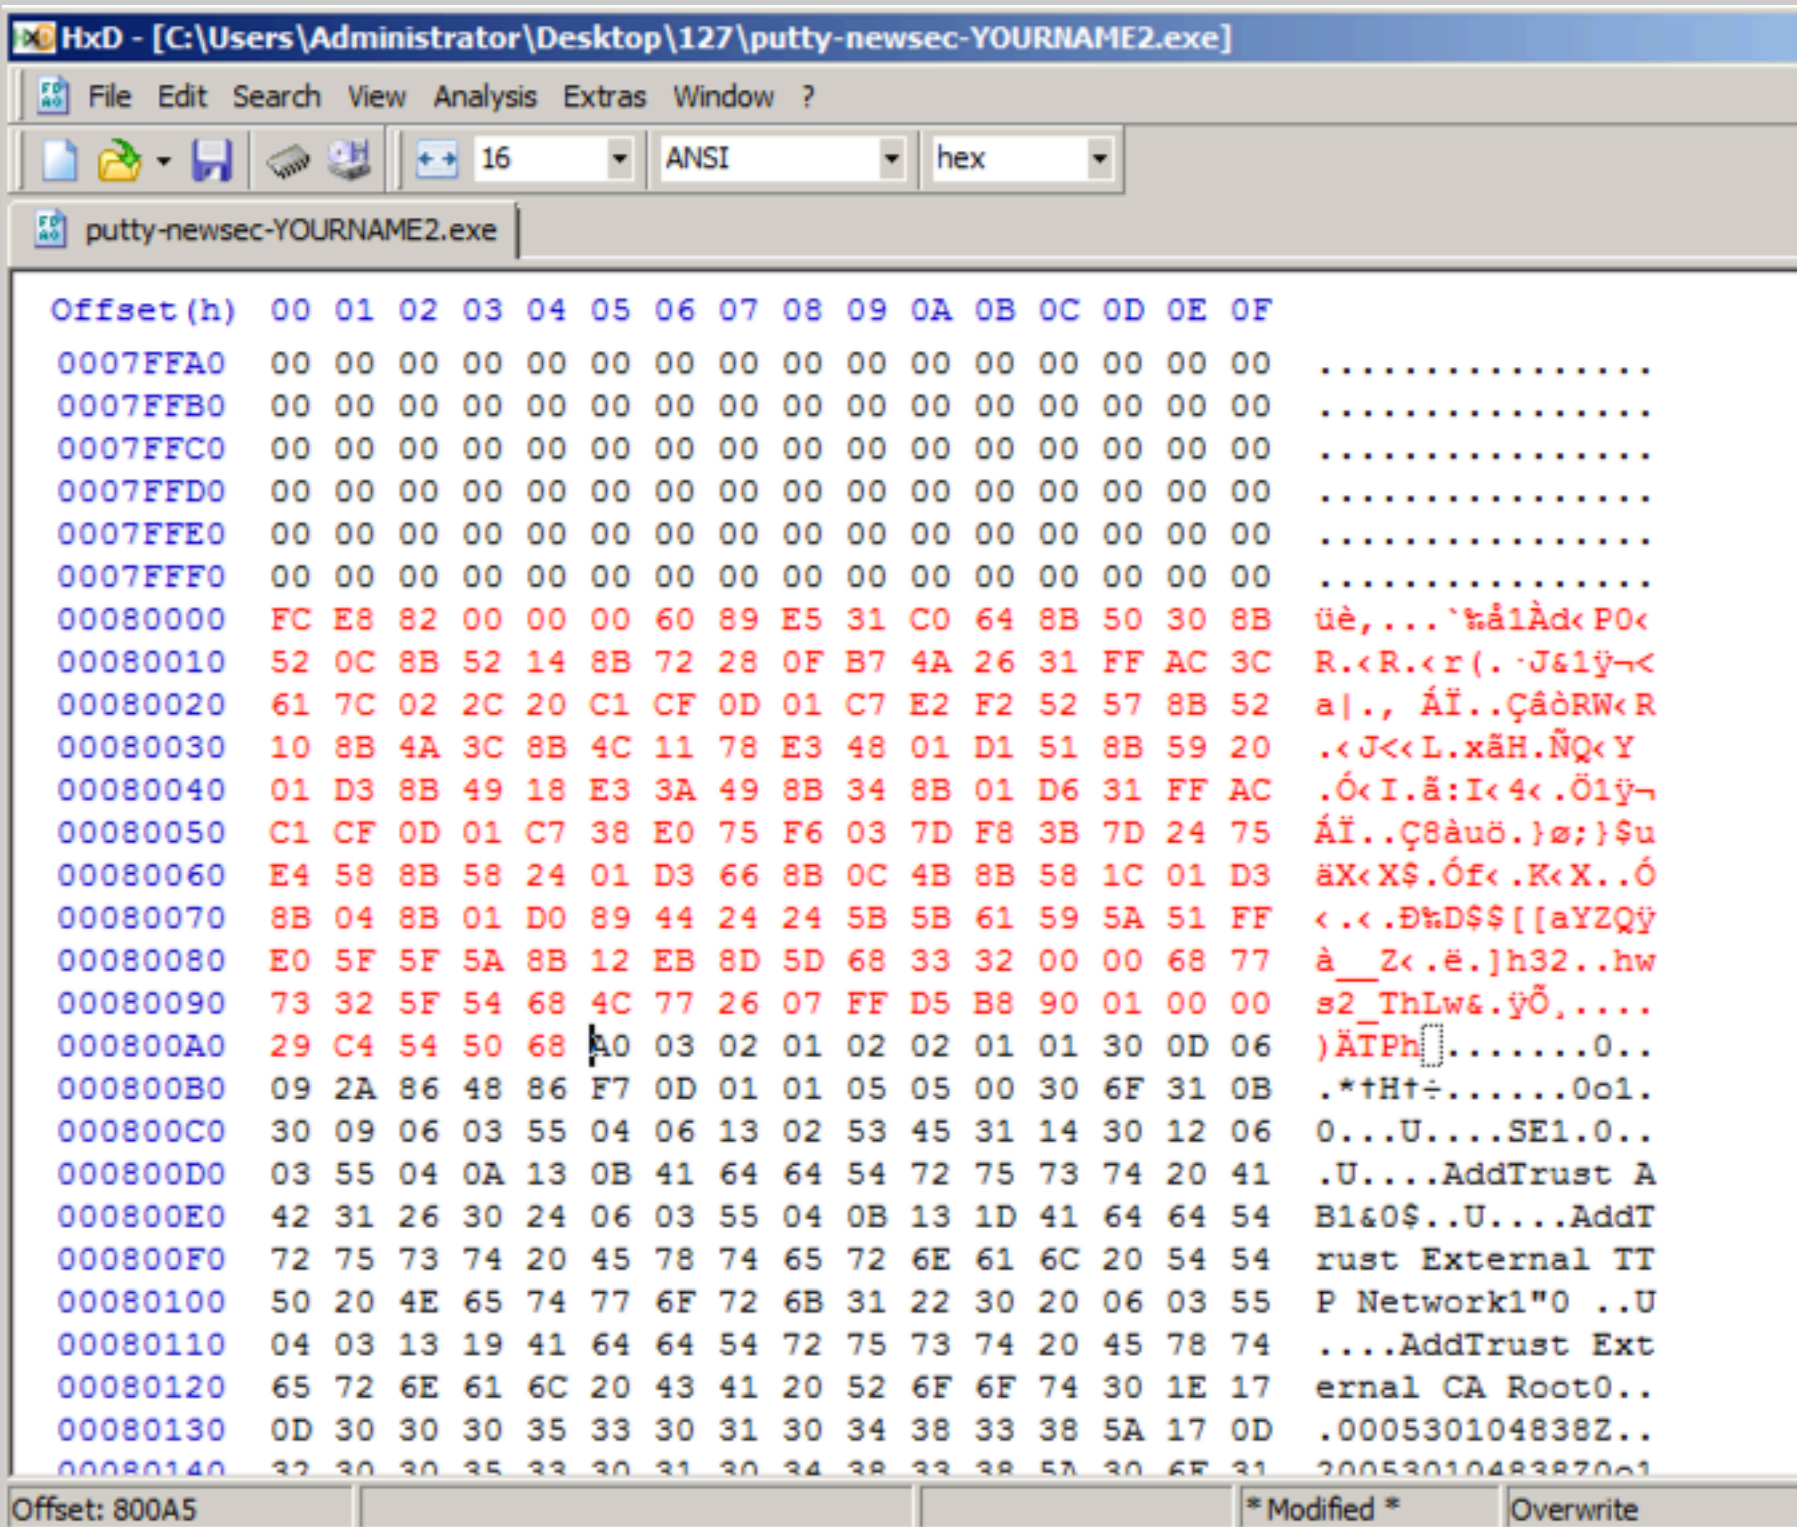 HxD - [C:\Users\Administrator\Desktop\127\putty-newsec-YOURNAME2.exe]
File Edit Search View Analysis Extras Window ?
16 ANSI hex
putty-newsec-YOURNAME2.exe
Offset(h) 00 01 02 03 04 05 06 07 08 09 0A 0B 0C 0D 0E 0F
0007FFA0 00 00 00 00 00 00 00 00 00 00 00 00 00 00 00 00 ................
0007FFB0 00 00 00 00 00 00 00 00 00 00 00 00 00 00 00 00 ................
0007FFC0 00 00 00 00 00 00 00 00 00 00 00 00 00 00 00 00 ................
0007FFD0 00 00 00 00 00 00 00 00 00 00 00 00 00 00 00 00 ................
0007FFE0 00 00 00 00 00 00 00 00 00 00 00 00 00 00 00 00 ................
0007FFF0 00 00 00 00 00 00 00 00 00 00 00 00 00 00 00 00 ................
00080000 FC E8 82 00 00 00 60 89 E5 31 C0 64 8B 50 30 8B üè‚...`‰å1Àd‹P0‹
00080010 52 0C 8B 52 14 8B 72 28 0F B7 4A 26 31 FF AC 3C R.‹R.‹r(.·J&1ÿ¬<
00080020 61 7C 02 2C 20 C1 CF 0D 01 C7 E2 F2 52 57 8B 52 a|., ÁÏ..ÇâòRW‹R
00080030 10 8B 4A 3C 8B 4C 11 78 E3 48 01 D1 51 8B 59 20 .‹J<‹L.xãH.ÑQ‹Y
00080040 01 D3 8B 49 18 E3 3A 49 8B 34 8B 01 D6 31 FF AC .Ó‹I.ã:I‹4‹.Ö1ÿ¬
00080050 C1 CF 0D 01 C7 38 E0 75 F6 03 7D F8 3B 7D 24 75 ÁÏ..Ç8àuö.}ø;}$u
00080060 E4 58 8B 58 24 01 D3 66 8B 0C 4B 8B 58 1C 01 D3 äX‹X$.Óf‹.K‹X..Ó
00080070 8B 04 8B 01 D0 89 44 24 24 5B 5B 61 59 5A 51 FF ‹.‹.Ð‰D$$[[aYZQÿ
00080080 E0 5F 5F 5A 8B 12 EB 8D 5D 68 33 32 00 00 68 77 à__Z‹.ë.]h32..hw
00080090 73 32 5F 54 68 4C 77 26 07 FF D5 B8 90 01 00 00 s2_ThLw&.ÿÕ¸....
000800A0 29 C4 54 50 68 A0 03 02 01 02 02 01 01 30 0D 06 )ÄTPh .......0..
000800B0 09 2A 86 48 86 F7 0D 01 01 05 05 00 30 6F 31 0B .*†H†÷......0o1.
000800C0 30 09 06 03 55 04 06 13 02 53 45 31 14 30 12 06 0...U....SE1.0..
000800D0 03 55 04 0A 13 0B 41 64 64 54 72 75 73 74 20 41 .U....AddTrust A
000800E0 42 31 26 30 24 06 03 55 04 0B 13 1D 41 64 64 54 B1&0$..U....AddT
000800F0 72 75 73 74 20 45 78 74 65 72 6E 61 6C 20 54 54 rust External TT
00080100 50 20 4E 65 74 77 6F 72 6B 31 22 30 20 06 03 55 P Network1"0 ..U
00080110 04 03 13 19 41 64 64 54 72 75 73 74 20 45 78 74 ....AddTrust Ext
00080120 65 72 6E 61 6C 20 43 41 20 52 6F 6F 74 30 1E 17 ernal CA Root0..
00080130 0D 30 30 30 35 33 30 31 30 34 38 33 38 5A 17 0D .000530104838Z..
00080140 32 30 30 35 33 30 31 30 34 38 33 38 5A 30 6F 31 200530104838Z0o1
Offset: 800A5 * Modified * Overwrite